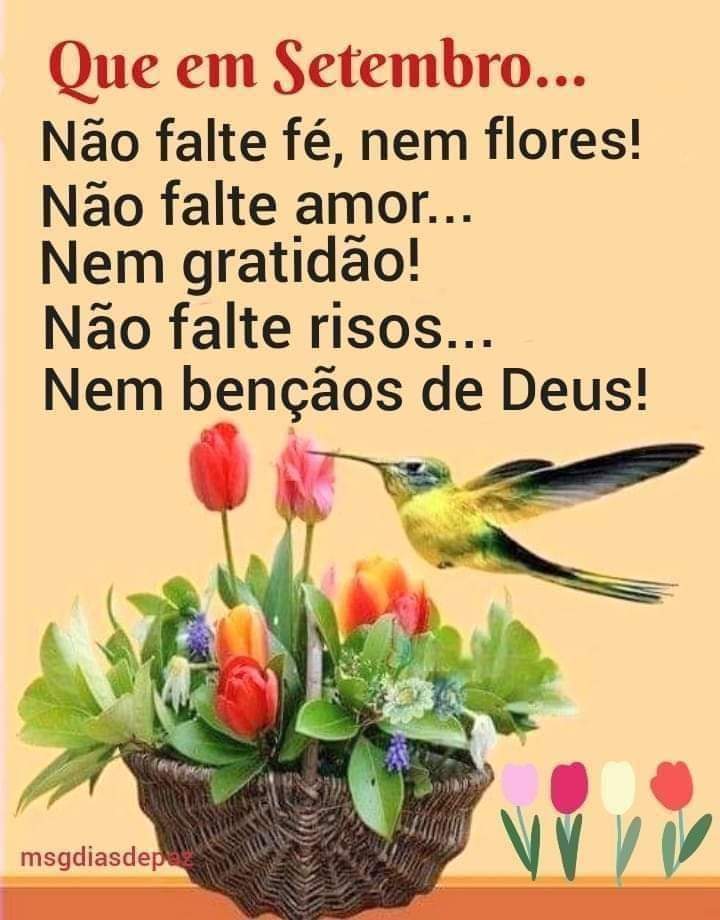 Que em Setembro...
Não falte fé, nem flores!
Não falte amor...
Nem gratidão!
Não falte risos...
Nem bençãos de Deus!
msgdiasdepaz